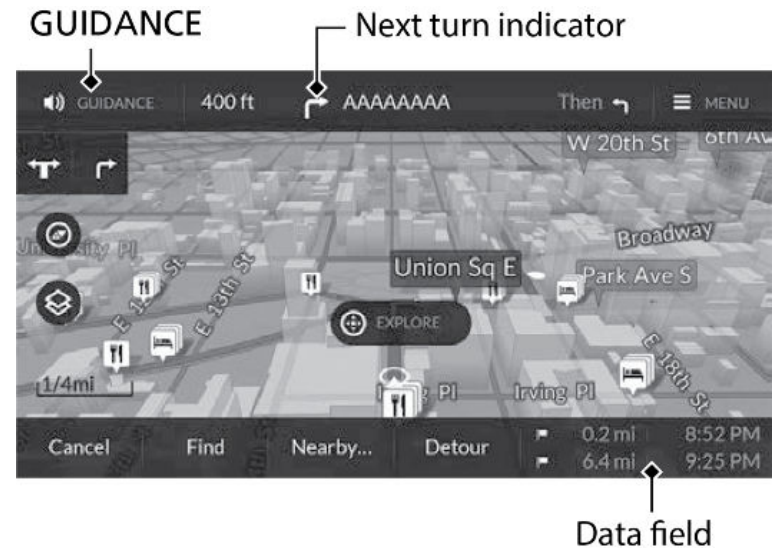 GUIDANCE
Next turn indicator
GUIDANCE
400 ft
AAAAAAAA
Then
MENU
W 20th St
6th Av
University Pl
Broadway
Union Sq E
Park Ave S
E 13th St
EXPLORE
E 18th St
1/4mi
Irving Pl
Cancel
Find
Nearby...
Detour
0.2 mi
8:52 PM
6.4 mi
9:25 PM
Data field